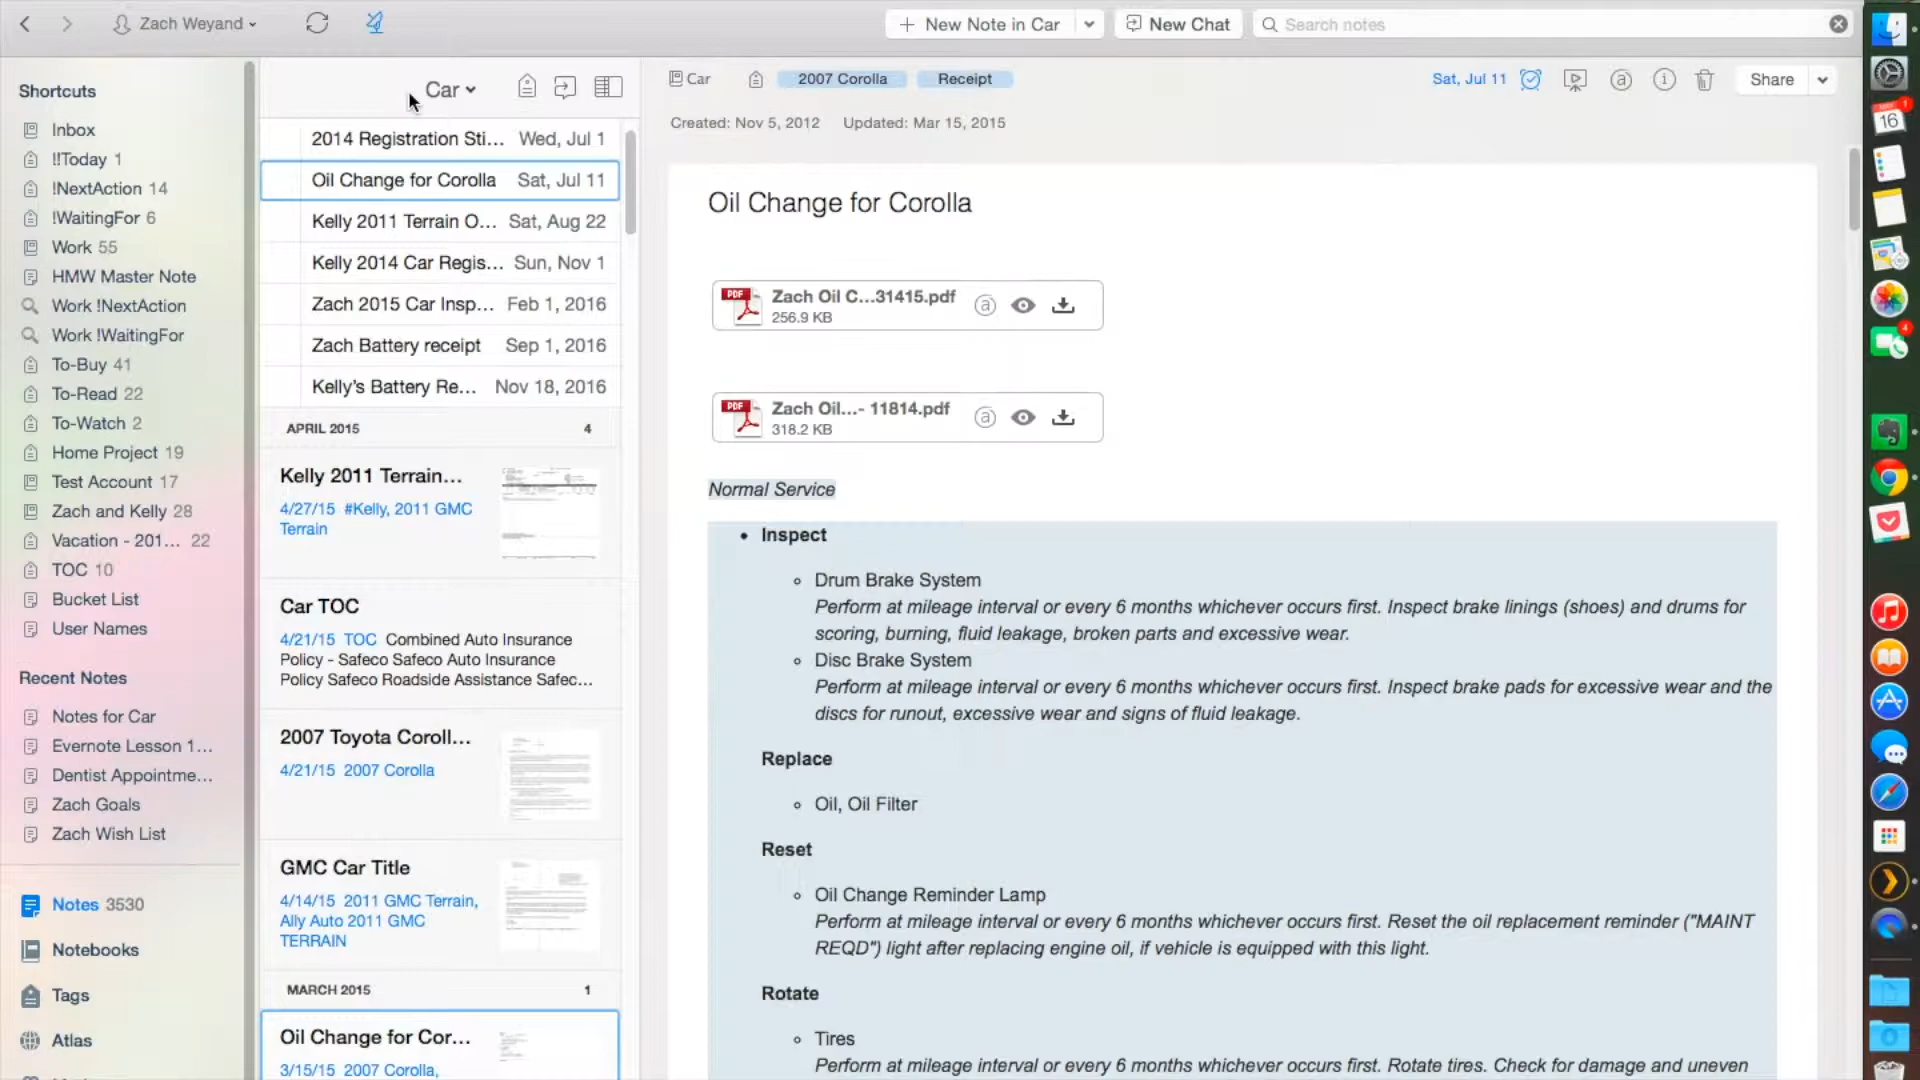 Zach Weyand
New Note in Car
New Chat
Search notes
Shortcuts
Inbox
!!Today 1
!NextAction 14
!WaitingFor 6
Work 55
HMW Master Note
Work !NextAction
Work !WaitingFor
To-Buy 41
To-Read 22
To-Watch 2
Home Project 19
Test Account 17
Zach and Kelly 28
Vacation - 201... 22
TOC 10
Bucket List
User Names
Recent Notes
Notes for Car
Evernote Lesson 1...
Dentist Appointme...
Zach Goals
Zach Wish List
Notes 3530
Notebooks
Tags
Atlas
Car
2014 Registration Sti... Wed, Jul 1
Oil Change for Corolla Sat, Jul 11
Kelly 2011 Terrain O... Sat, Aug 22
Kelly 2014 Car Regis... Sun, Nov 1
Zach 2015 Car Insp... Feb 1, 2016
Zach Battery receipt Sep 1, 2016
Kelly's Battery Re... Nov 18, 2016
APRIL 2015 4
Kelly 2011 Terrain...
4/27/15 #Kelly, 2011 GMC
Terrain
Car TOC
4/21/15 TOC Combined Auto Insurance
Policy - Safeco Safeco Auto Insurance
Policy Safeco Roadside Assistance Safec...
2007 Toyota Coroll...
4/21/15 2007 Corolla
GMC Car Title
4/14/15 2011 GMC Terrain,
Ally Auto 2011 GMC
TERRAIN
MARCH 2015 1
Oil Change for Cor...
3/15/15 2007 Corolla,
Car
2007 Corolla
Receipt
Sat, Jul 11
Share
Created: Nov 5, 2012 Updated: Mar 15, 2015
Oil Change for Corolla
PDF
Zach Oil C...31415.pdf
256.9 KB
PDF
Zach Oil...- 11814.pdf
318.2 KB
Normal Service
• Inspect
Drum Brake System
Perform at mileage interval or every 6 months whichever occurs first. Inspect brake linings (shoes) and drums for
scoring, burning, fluid leakage, broken parts and excessive wear.
Disc Brake System
Perform at mileage interval or every 6 months whichever occurs first. Inspect brake pads for excessive wear and the
discs for runout, excessive wear and signs of fluid leakage.
Replace
Oil, Oil Filter
Reset
Oil Change Reminder Lamp
Perform at mileage interval or every 6 months whichever occurs first. Reset the oil replacement reminder ("MAINT
REQD") light after replacing engine oil, if vehicle is equipped with this light.
Rotate
Tires
Perform at mileage interval or every 6 months whichever occurs first. Rotate tires. Check for damage and uneven
16
1
4